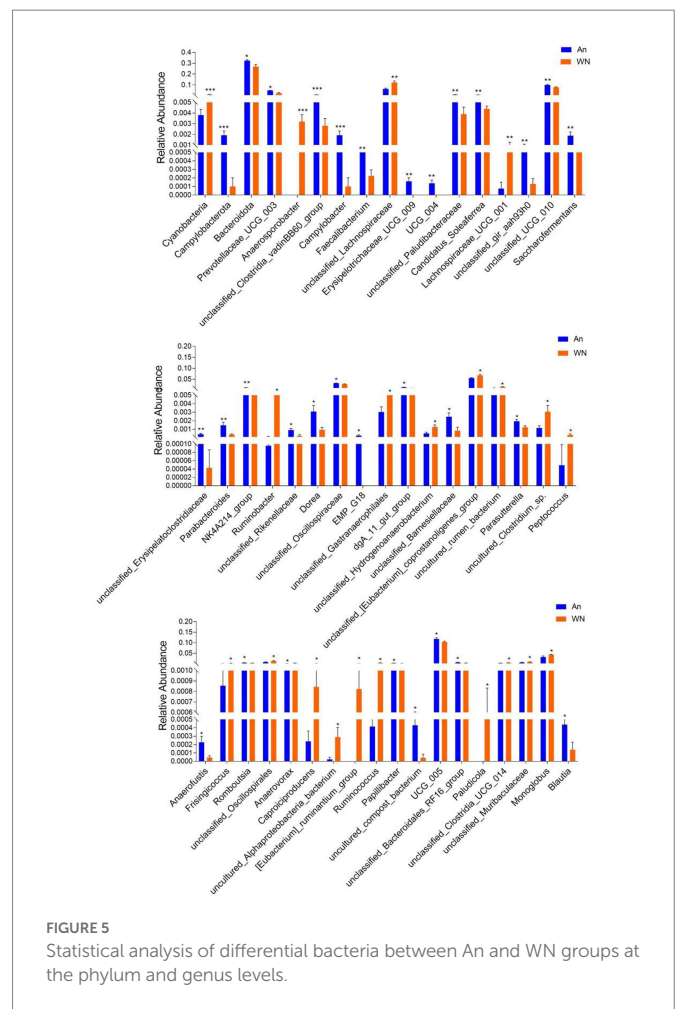 An
WN
Relative Abundance
0.4
0.3
0.2
0.1
0.005
0.004
0.003
0.002
0.001
0.0005
0.0004
0.0003
0.0002
0.0001
0.0000
*** *** * * *** *** *** ** ** ** ** ** ** ** ** ** **
Cyanobacteria
Campylobacterota
Bacteroidota
Prevotellaceae_UCG_003
Anaerosporobacter
unclassified_Clostridia_vadinBB60_group
Campylobacter
Faecalibacterium
unclassified_Lachnospiraceae
Erysipelotrichaceae_UCG_009
UCG_004
unclassified_Paludibacteraceae
Candidatus_Soleaferrea
Lachnospiraceae_UCG_001
unclassified_gir_aah93h0
unclassified_UCG_010
Saccharofermentans
An
WN
Relative Abundance
0.20
0.15
0.10
0.05
0.005
0.004
0.003
0.002
0.001
0.00010
0.00008
0.00006
0.00004
0.00002
0.00000
** ** ** * * * * * * * * * * * * * *
unclassified_Erysipelatoclostridiaceae
Parabacteroides
NK4A214_group
Ruminobacter
unclassified_Rikenellaceae
Dorea
unclassified_Oscillospiraceae
EMP_G18
unclassified_Gastranaerophilales
dgA_11_gut_group
unclassified_Hydrogenoanaerobacterium
unclassified_Barnesiellaceae
unclassified_[Eubacterium]_coprostanoligenes_group
uncultured_rumen_bacterium
Parasutterella
uncultured_Clostridium_sp.
Peptococcus
An
WN
Relative Abundance
0.20
0.15
0.10
0.05
0.0010
0.0009
0.0008
0.0007
0.0006
0.0005
0.0004
0.0003
0.0002
0.0001
0.0000
* * * * * * * * * * * * * * * * * *
Anaerofustis
Frisingicoccus
Romboutsia
unclassified_Oscillospirales
Anaerovorax
Caproiciproducens
uncultured_Alphaproteobacteria_bacterium
[Eubacterium]_ruminantium_group
Ruminococcus
Papillibacter
uncultured_compost_bacterium
UCG_005
unclassified_Bacteroidales_RF16_group
Paludicola
unclassified_Clostridia_UCG_014
unclassified_Muribaculaceae
Monoglobus
Blautia
FIGURE 5
Statistical analysis of differential bacteria between An and WN groups at
the phylum and genus levels.